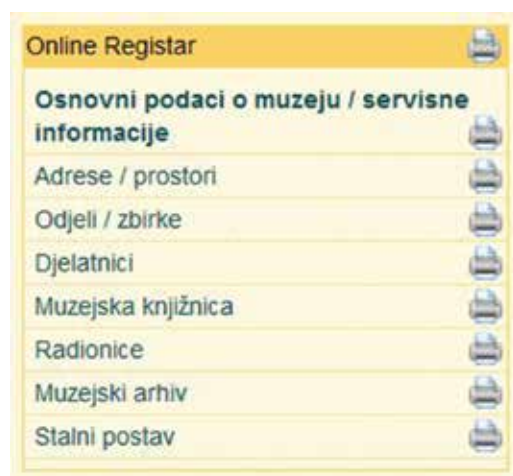 Online Registar
Osnovni podaci o muzeju / servisne
informacije
Adrese / prostori
Odjeli / zbirke
Djelatnici
Muzejska knjižnica
Radionice
Muzejski arhiv
Stalni postav